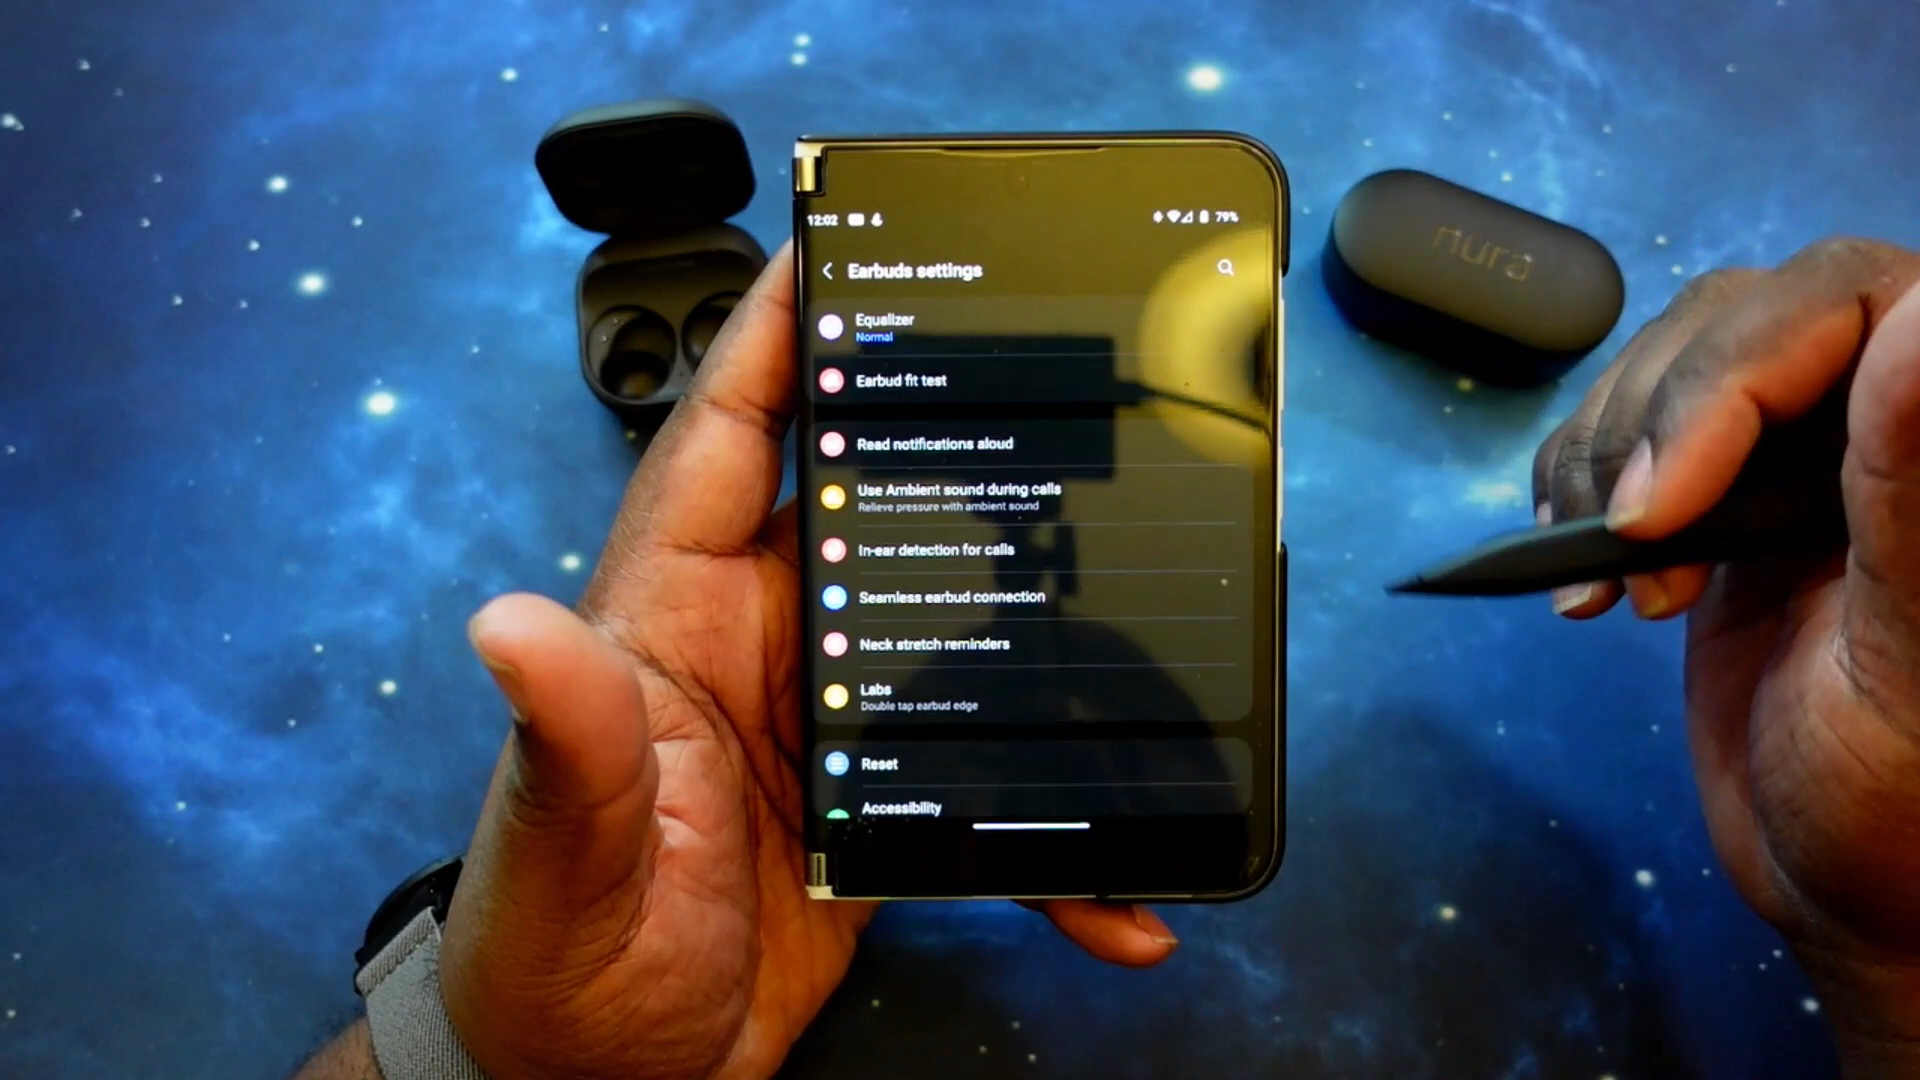 12:02
79%
Earbuds settings
Equalizer
Normal
Earbud fit test
Read notifications aloud
Use Ambient sound during calls
Relieve pressure with ambient sound
In-ear detection for calls
Seamless earbud connection
Neck stretch reminders
Labs
Double tap earbud edge
Reset
Accessibility
nura